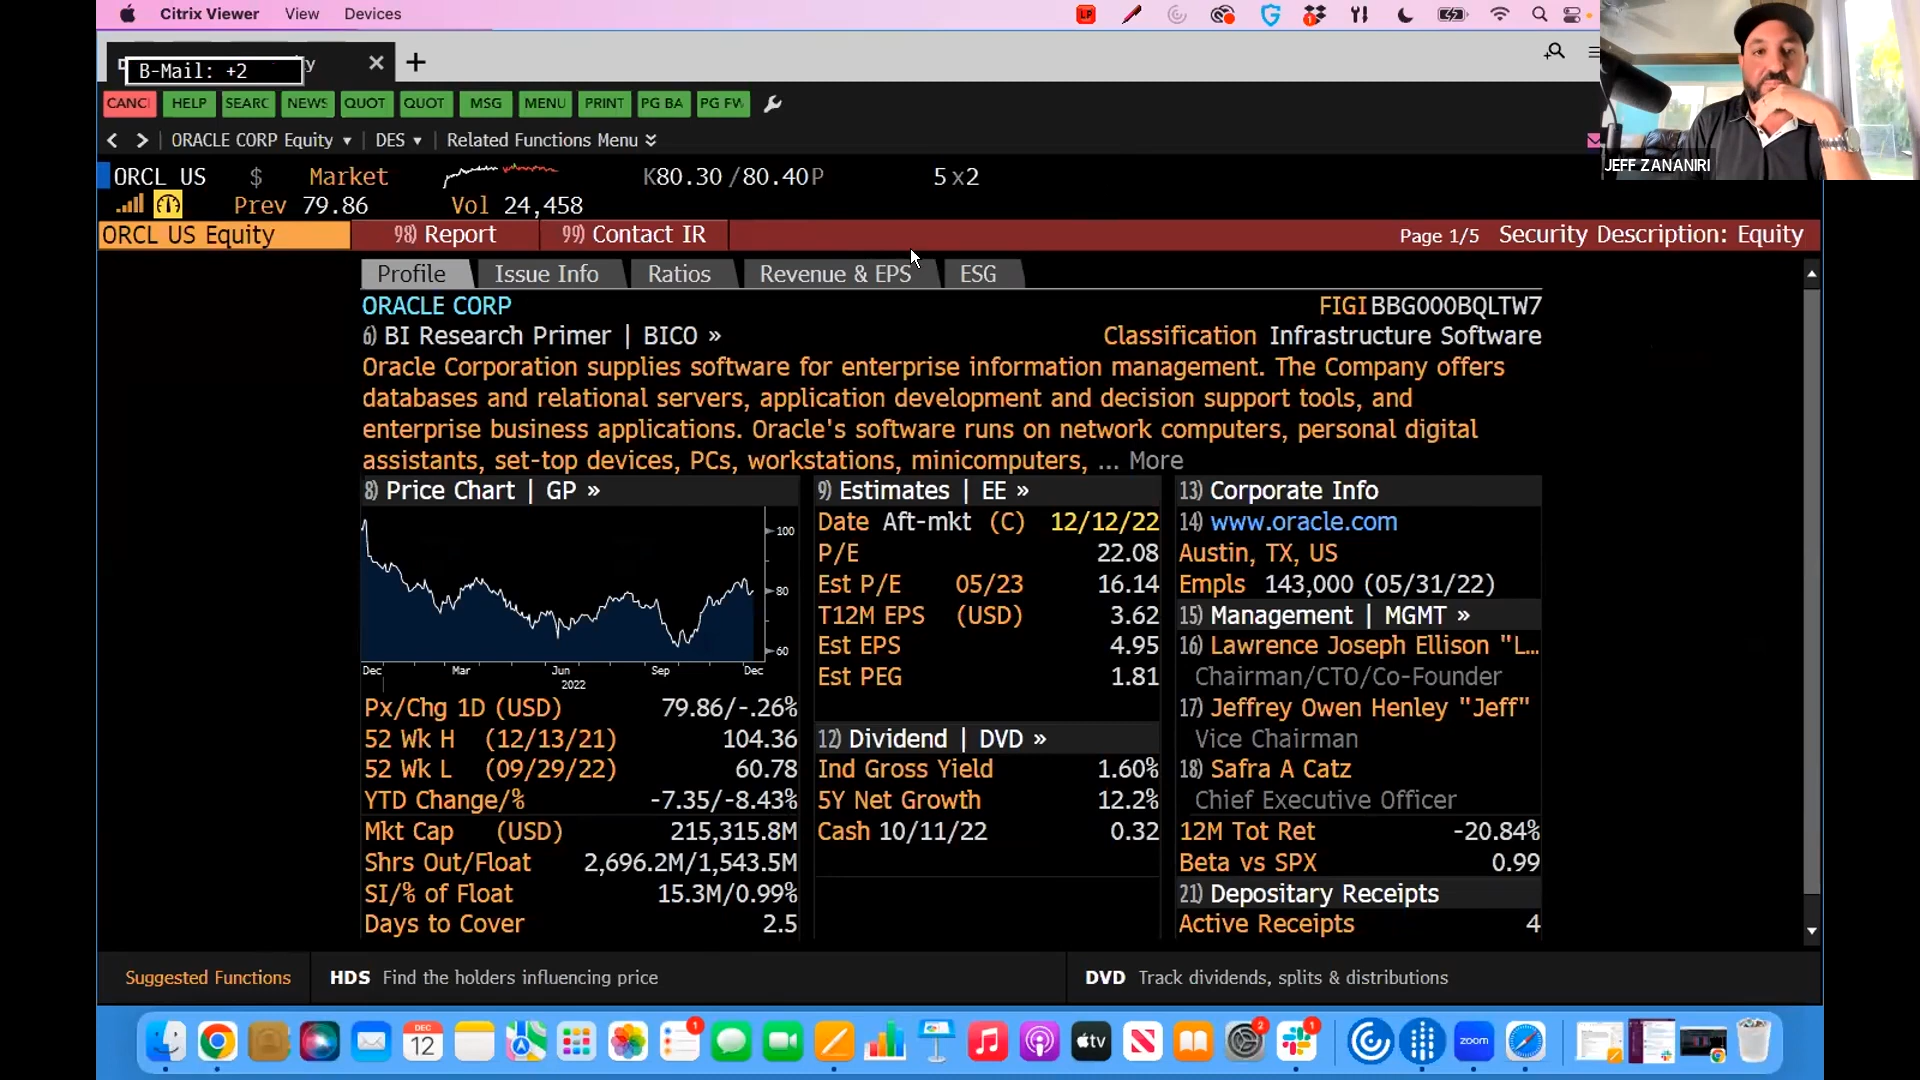 Citrix Viewer View Devices
B-Mail: +2
CANCL HELP SEARC NEWS QUOT QUOT MSG MENU PRINT PG BA PG FW
ORACLE CORP Equity DES Related Functions Menu
ORCL US $ Market K80.30/80.40P 5x2
Prev 79.86 Vol 24,458
ORCL US Equity 98) Report 99) Contact IR Page 1/5 Security Description: Equity
JEFF ZANANIRI
Profile Issue Info Ratios Revenue & EPS ESG
ORACLE CORP FIGI BBG000BQLTW7
6) BI Research Primer | BICO » Classification Infrastructure Software
Oracle Corporation supplies software for enterprise information management. The Company offers
databases and relational servers, application development and decision support tools, and
enterprise business applications. Oracle's software runs on network computers, personal digital
assistants, set-top devices, PCs, workstations, minicomputers, ... More
8) Price Chart | GP »
100
80
60
Dec Mar Jun Sep Dec
2022
Px/Chg 1D (USD) 79.86/-.26%
52 Wk H (12/13/21) 104.36
52 Wk L (09/29/22) 60.78
YTD Change/% -7.35/-8.43%
Mkt Cap (USD) 215,315.8M
Shrs Out/Float 2,696.2M/1,543.5M
SI/% of Float 15.3M/0.99%
Days to Cover 2.5
9) Estimates | EE »
Date Aft-mkt (C) 12/12/22
P/E 22.08
Est P/E 05/23 16.14
T12M EPS (USD) 3.62
Est EPS 4.95
Est PEG 1.81
12) Dividend | DVD »
Ind Gross Yield 1.60%
5Y Net Growth 12.2%
Cash 10/11/22 0.32
13) Corporate Info
14) www.oracle.com
Austin, TX, US
Empls 143,000 (05/31/22)
15) Management | MGMT »
16) Lawrence Joseph Ellison "L...
Chairman/CTO/Co-Founder
17) Jeffrey Owen Henley "Jeff"
Vice Chairman
18) Safra A Catz
Chief Executive Officer
12M Tot Ret -20.84%
Beta vs SPX 0.99
21) Depositary Receipts
Active Receipts 4
Suggested Functions HDS Find the holders influencing price DVD Track dividends, splits & distributions
DEC
12
1
tv
2
1
zoom